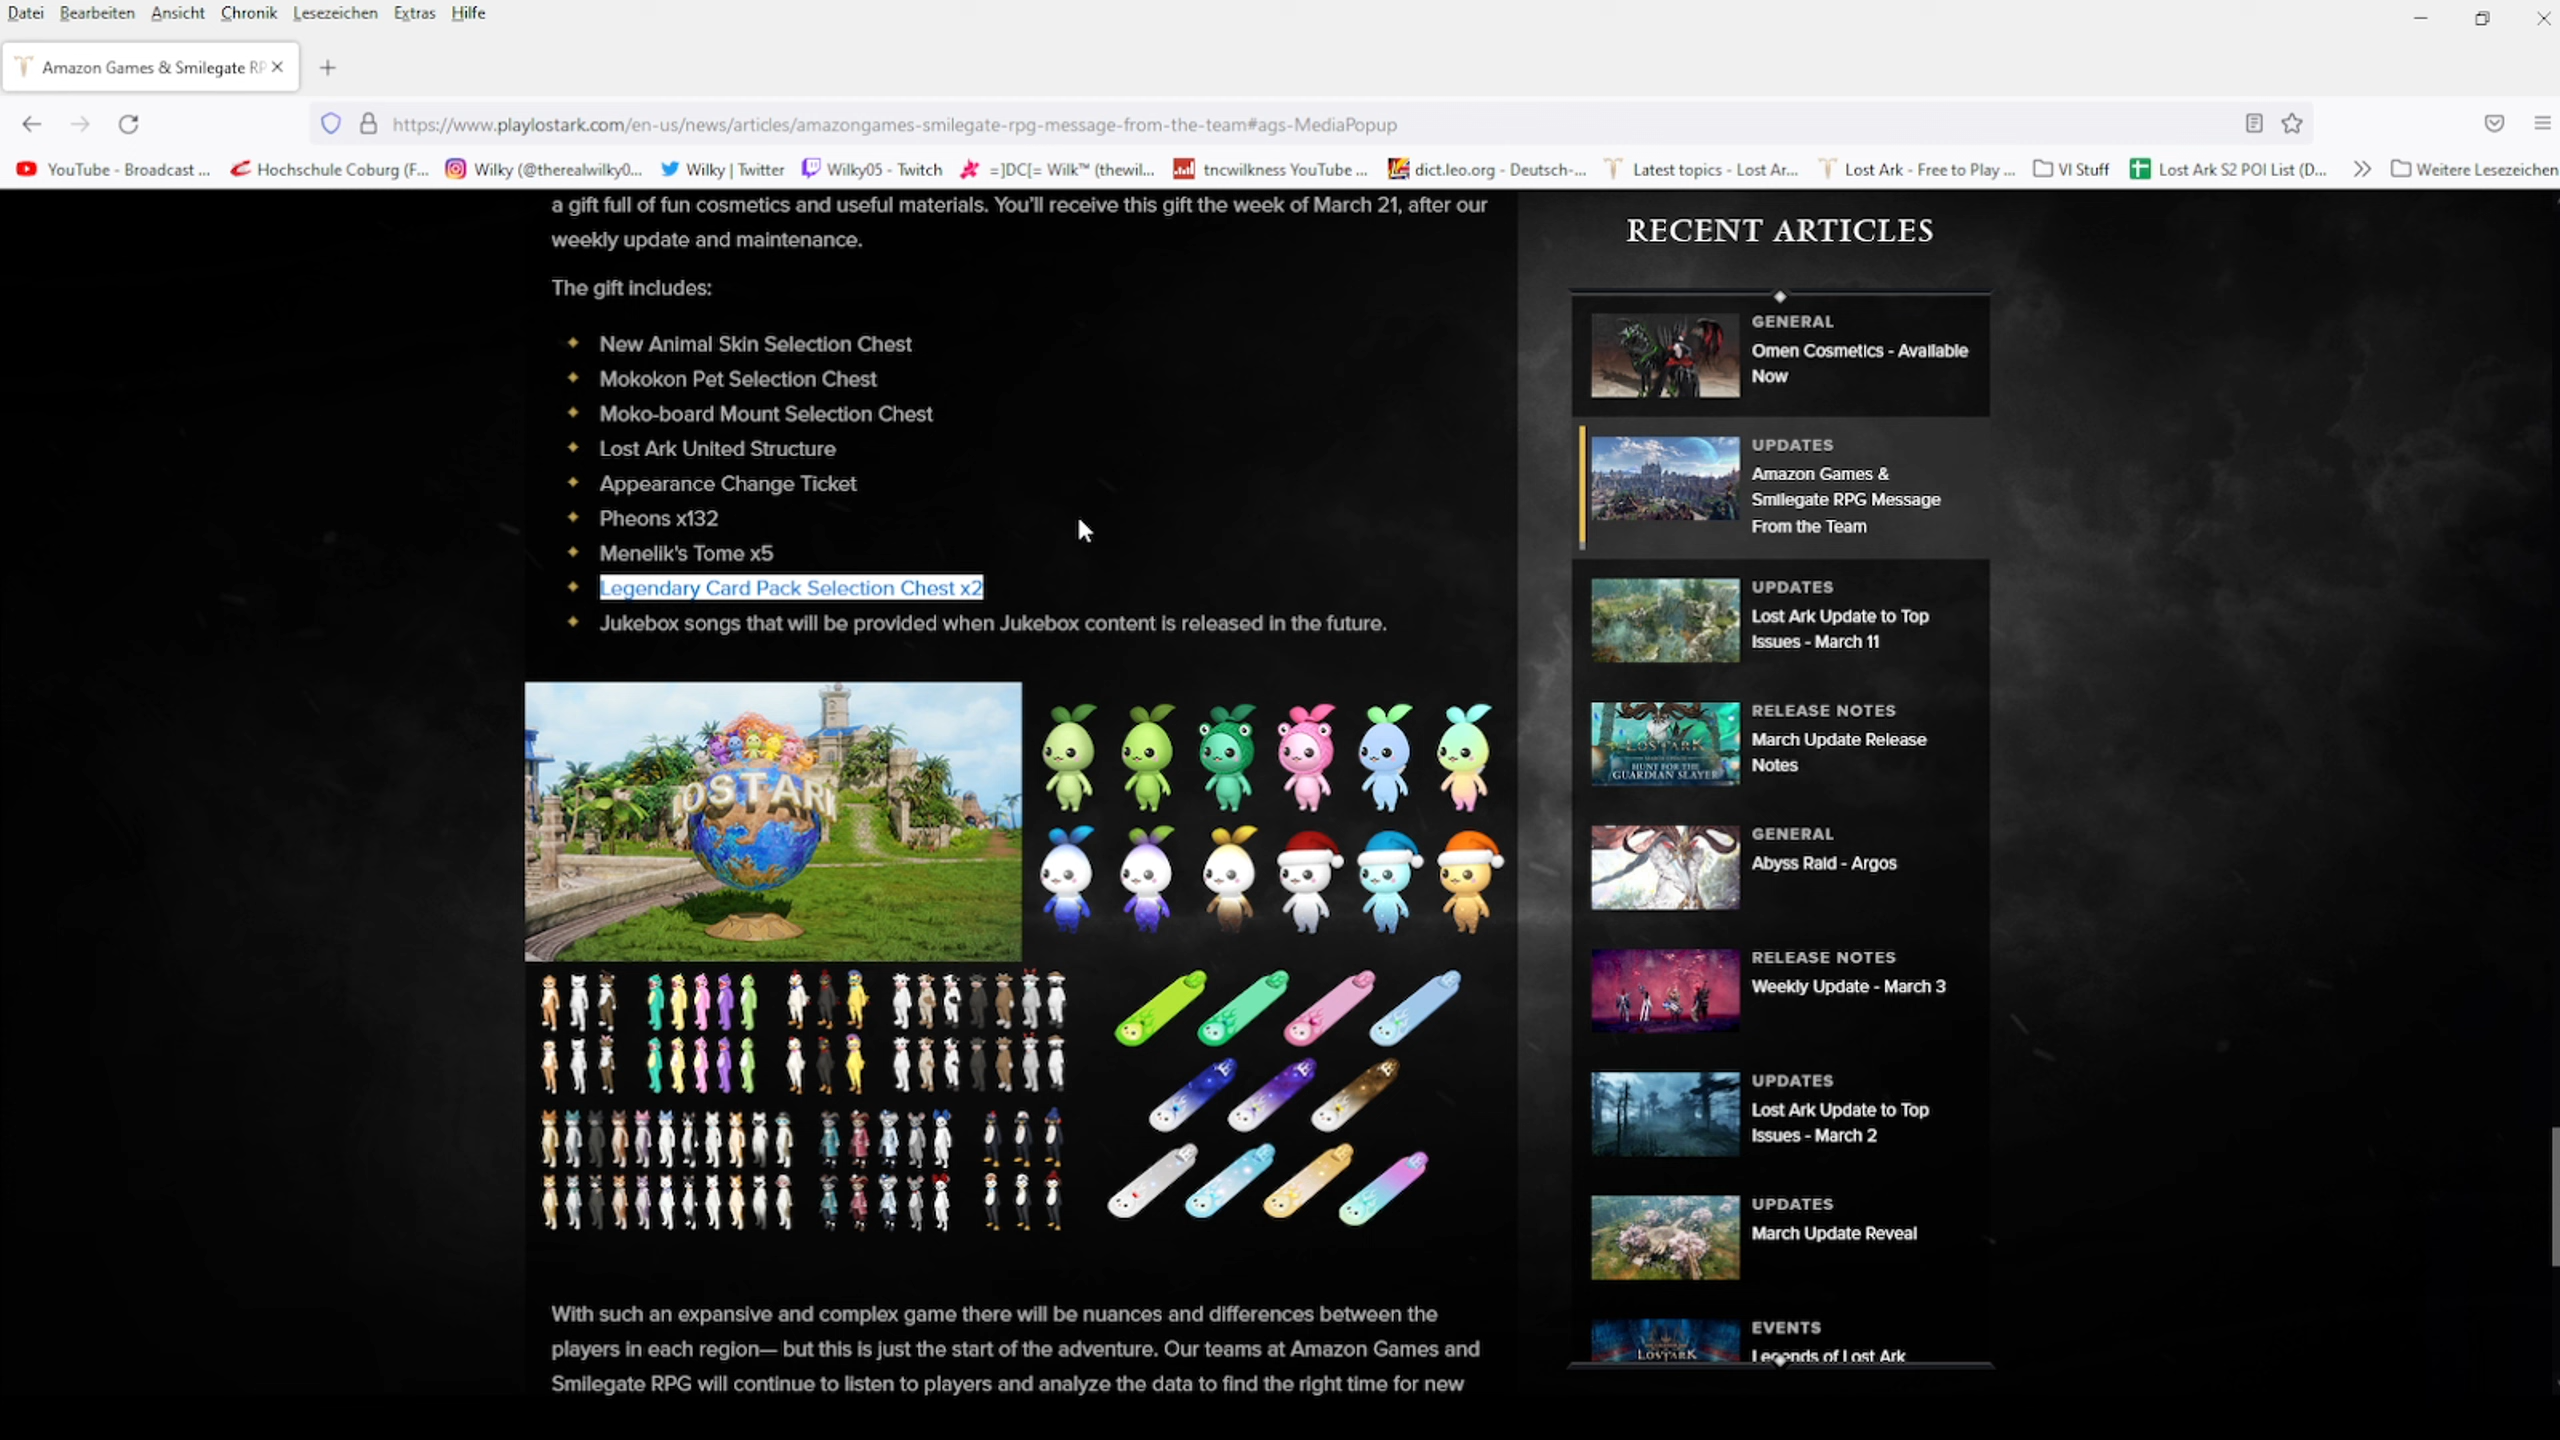 Datei Bearbeiten Ansicht Chronik Lesezeichen Extras Hilfe
Amazon Games & Smilegate RP
https://www.playlostark.com/en-us/news/articles/amazongames-smilegate-rpg-message-from-the-team#ags-MediaPopup
YouTube - Broadcast ... Hochschule Coburg (F... Wilky (@therealwilky0... Wilky | Twitter Wilky05 - Twitch =]DC[= Wilk™ (thewil... tncwilkness YouTube ... dict.leo.org - Deutsch-... Latest topics - Lost Ar... Lost Ark - Free to Play ... VI Stuff Lost Ark S2 POI List (D... Weitere Lesezeichen
a gift full of fun cosmetics and useful materials. You'll receive this gift the week of March 21, after our
weekly update and maintenance.
The gift includes:
New Animal Skin Selection Chest
Mokokon Pet Selection Chest
Moko-board Mount Selection Chest
Lost Ark United Structure
Appearance Change Ticket
Pheons x132
Menelik's Tome x5
Legendary Card Pack Selection Chest x2
Jukebox songs that will be provided when Jukebox content is released in the future.
LOST ARK
With such an expansive and complex game there will be nuances and differences between the
players in each region— but this is just the start of the adventure. Our teams at Amazon Games and
Smilegate RPG will continue to listen to players and analyze the data to find the right time for new
RECENT ARTICLES
GENERAL
Omen Cosmetics - Available
Now
UPDATES
Amazon Games &
Smilegate RPG Message
From the Team
UPDATES
Lost Ark Update to Top
Issues - March 11
LOST ARK
HUNT FOR THE
GUARDIAN SLAYER
RELEASE NOTES
March Update Release
Notes
GENERAL
Abyss Raid - Argos
RELEASE NOTES
Weekly Update - March 3
UPDATES
Lost Ark Update to Top
Issues - March 2
UPDATES
March Update Reveal
LOST ARK
EVENTS
Legends of Lost Ark